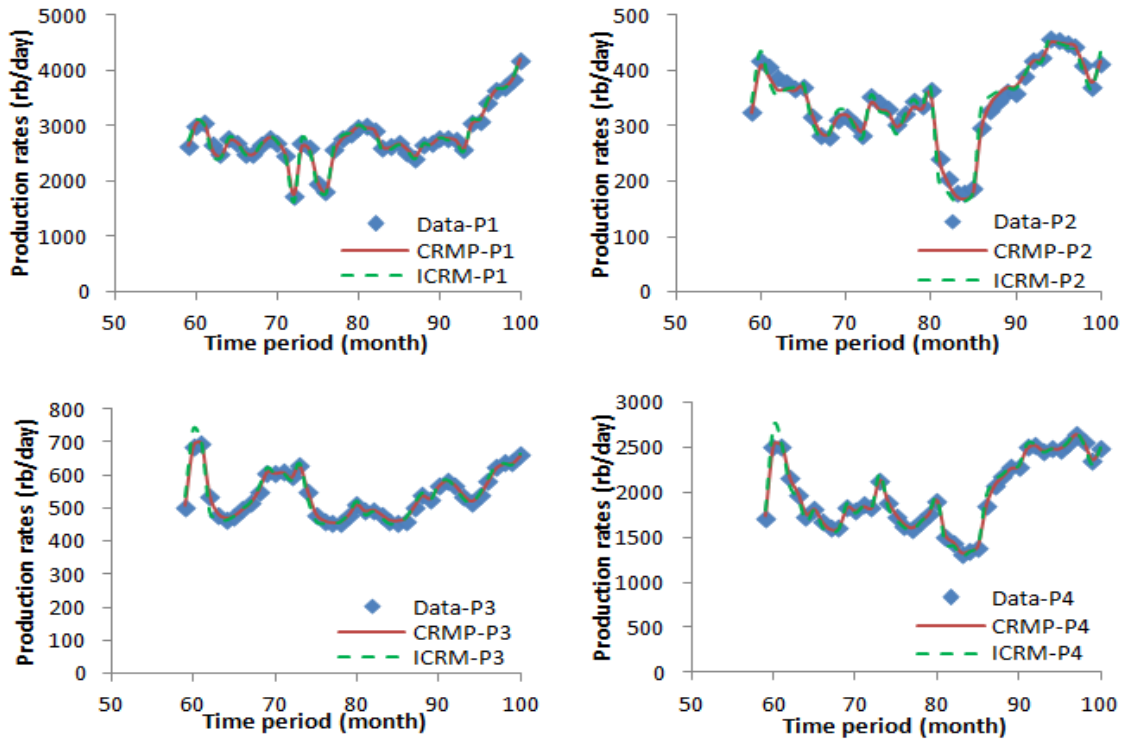 Production rates (rb/day)
5000
4000
3000
2000
1000
0
Data-P1
CRMP-P1
ICRM-P1
50 60 70 80 90 100
Time period (month)
Production rates (rb/day)
500
400
300
200
100
0
Data-P2
CRMP-P2
ICRM-P2
50 60 70 80 90 100
Time period (month)
Production rates (rb/day)
800
700
600
500
400
300
200
100
0
Data-P3
CRMP-P3
ICRM-P3
50 60 70 80 90 100
Time period (month)
Production rates (rb/day)
3000
2500
2000
1500
1000
500
0
Data-P4
CRMP-P4
ICRM-P4
50 60 70 80 90 100
Time period (month)